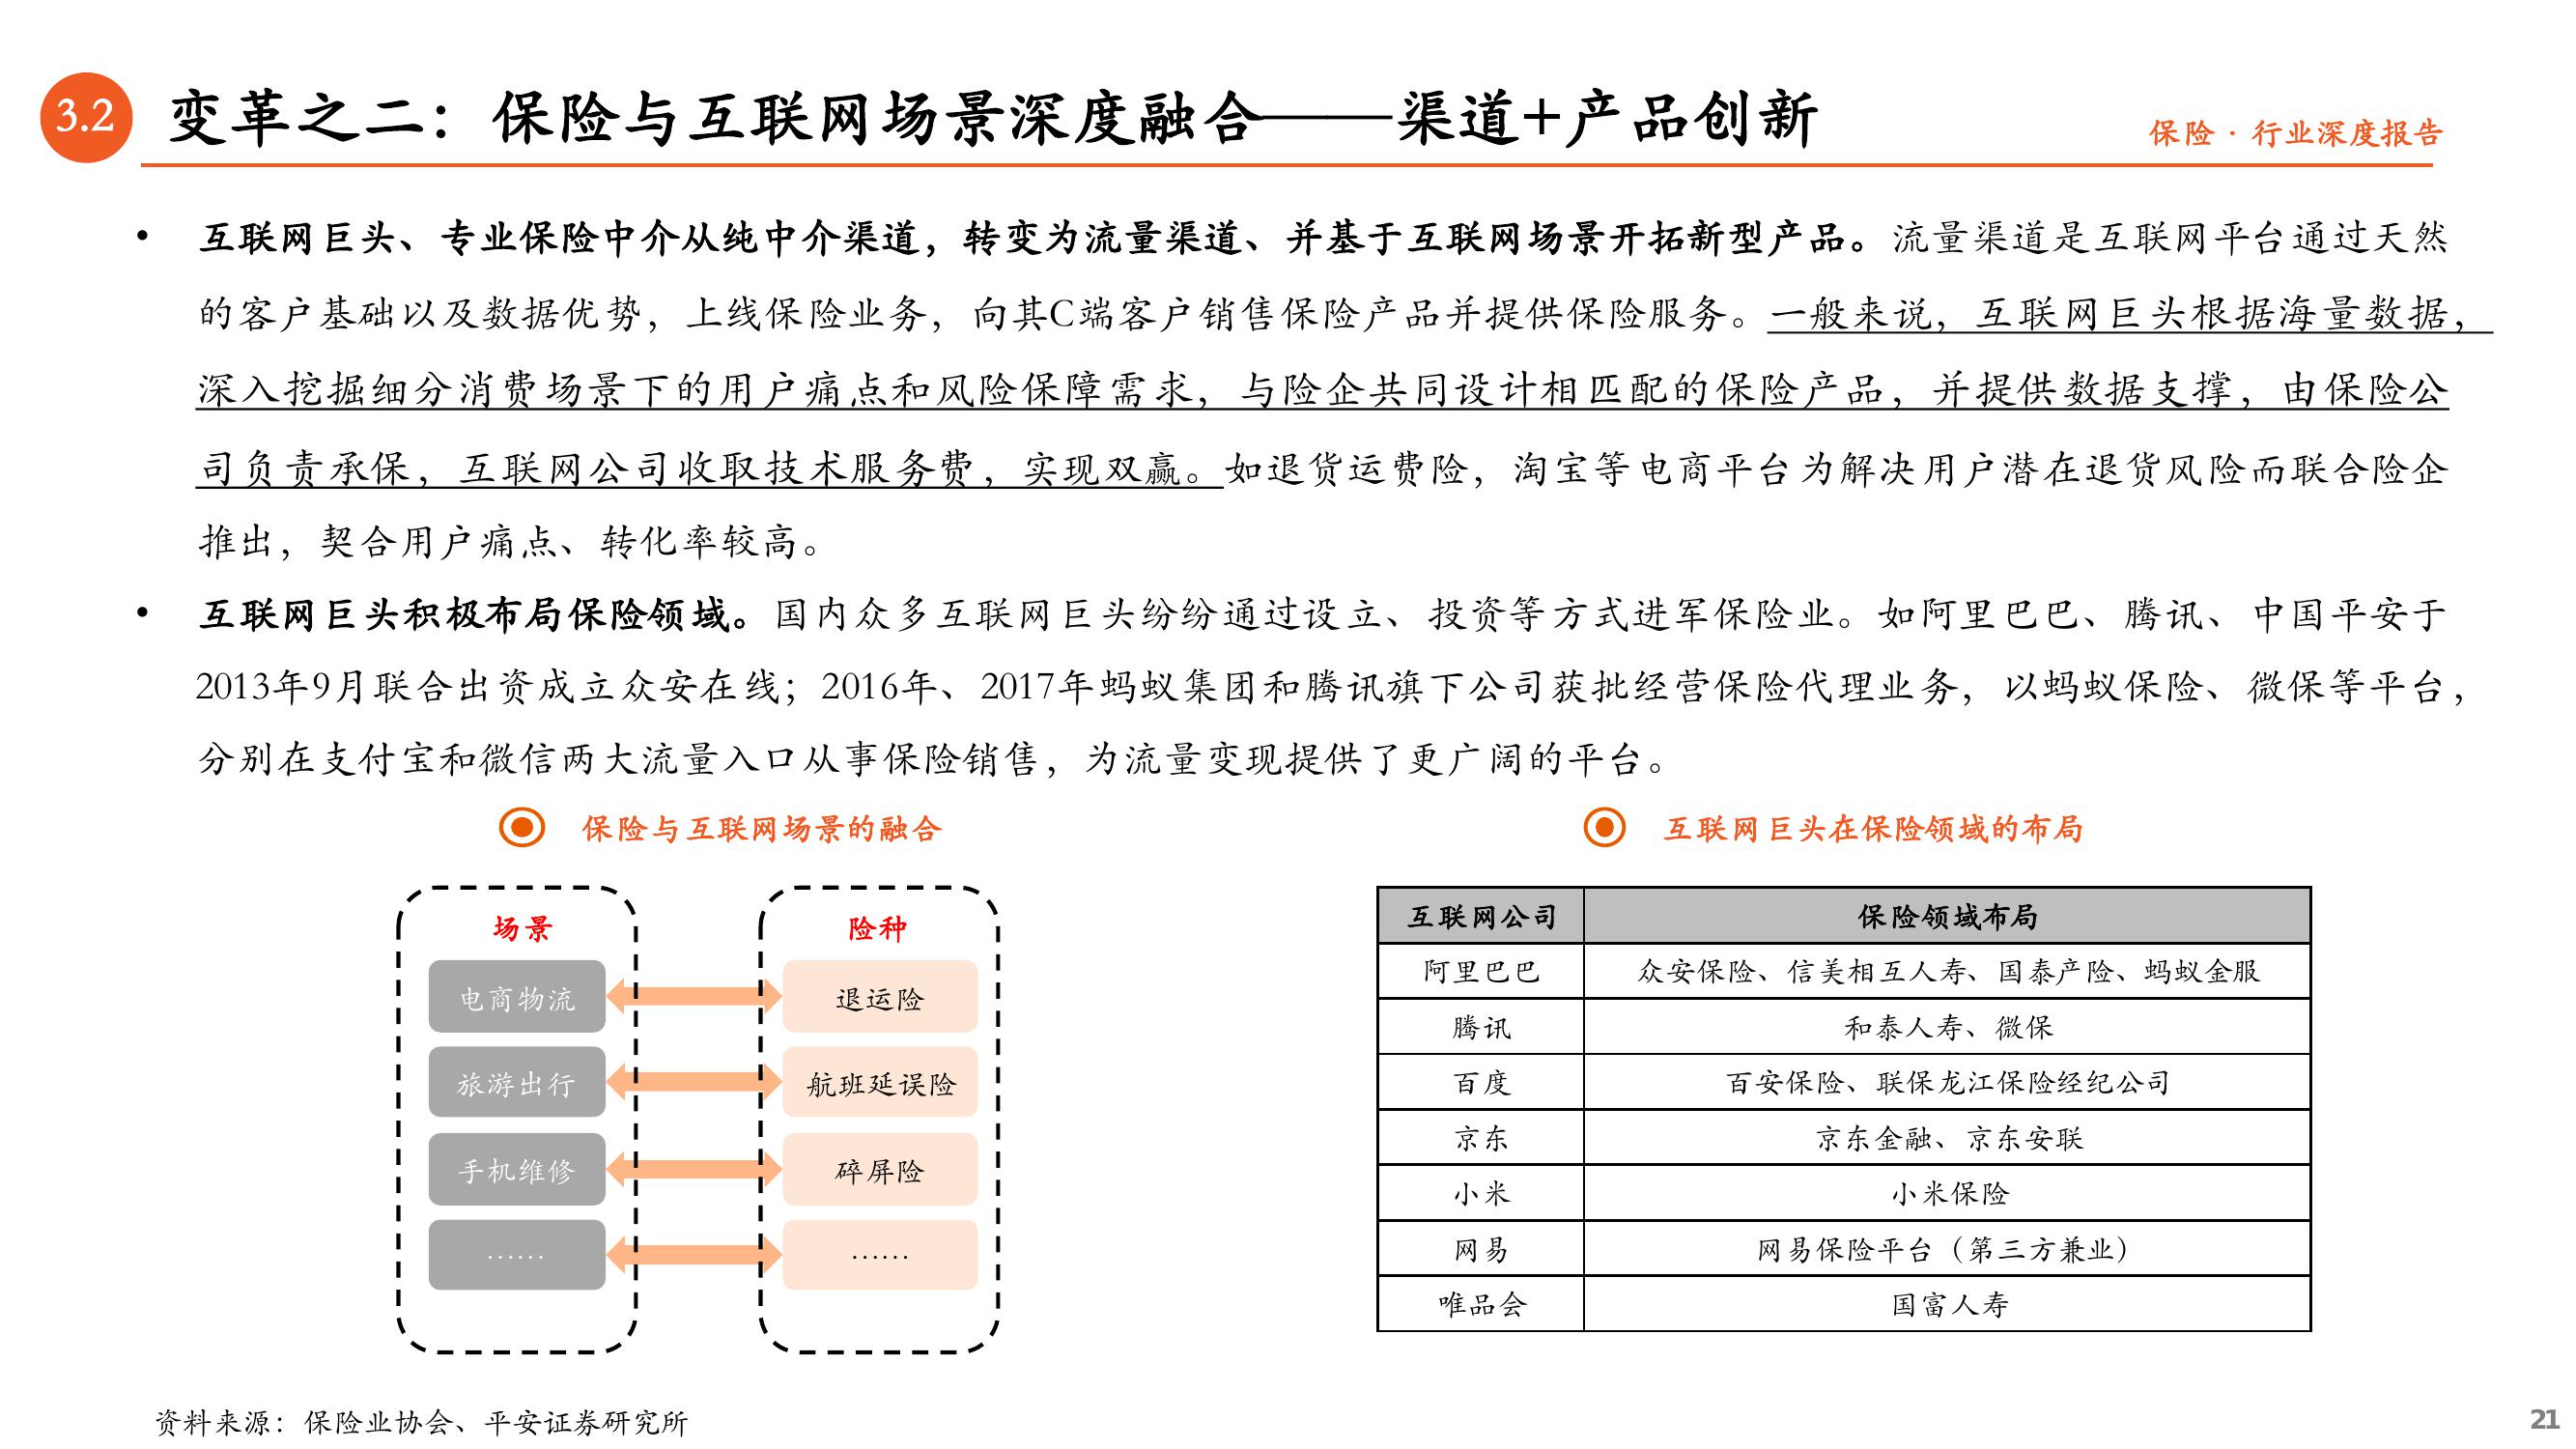 3.2
变革之二：保险与互联网场景深度融合——渠道+产品创新
保险·行业深度报告
• 互联网巨头、专业保险中介从纯中介渠道，转变为流量渠道、并基于互联网场景开拓新型产品。流量渠道是互联网平台通过天然
的客户基础以及数据优势，上线保险业务，向其C端客户销售保险产品并提供保险服务。一般来说，互联网巨头根据海量数据，
深入挖掘细分消费场景下的用户痛点和风险保障需求，与险企共同设计相匹配的保险产品，并提供数据支撑，由保险公
司负责承保，互联网公司收取技术服务费，实现双赢。如退货运费险，淘宝等电商平台为解决用户潜在退货风险而联合险企
推出，契合用户痛点、转化率较高。
• 互联网巨头积极布局保险领域。国内众多互联网巨头纷纷通过设立、投资等方式进军保险业。如阿里巴巴、腾讯、中国平安于
2013年9月联合出资成立众安在线；2016年、2017年蚂蚁集团和腾讯旗下公司获批经营保险代理业务，以蚂蚁保险、微保等平台，
分别在支付宝和微信两大流量入口从事保险销售，为流量变现提供了更广阔的平台。
保险与互联网场景的融合
场景 险种
电商物流 退运险
旅游出行 航班延误险
手机维修 碎屏险
…… ……
互联网巨头在保险领域的布局
互联网公司 保险领域布局
阿里巴巴 众安保险、信美相互人寿、国泰产险、蚂蚁金服
腾讯 和泰人寿、微保
百度 百安保险、联保龙江保险经纪公司
京东 京东金融、京东安联
小米 小米保险
网易 网易保险平台（第三方兼业）
唯品会 国富人寿
资料来源：保险业协会、平安证券研究所
21